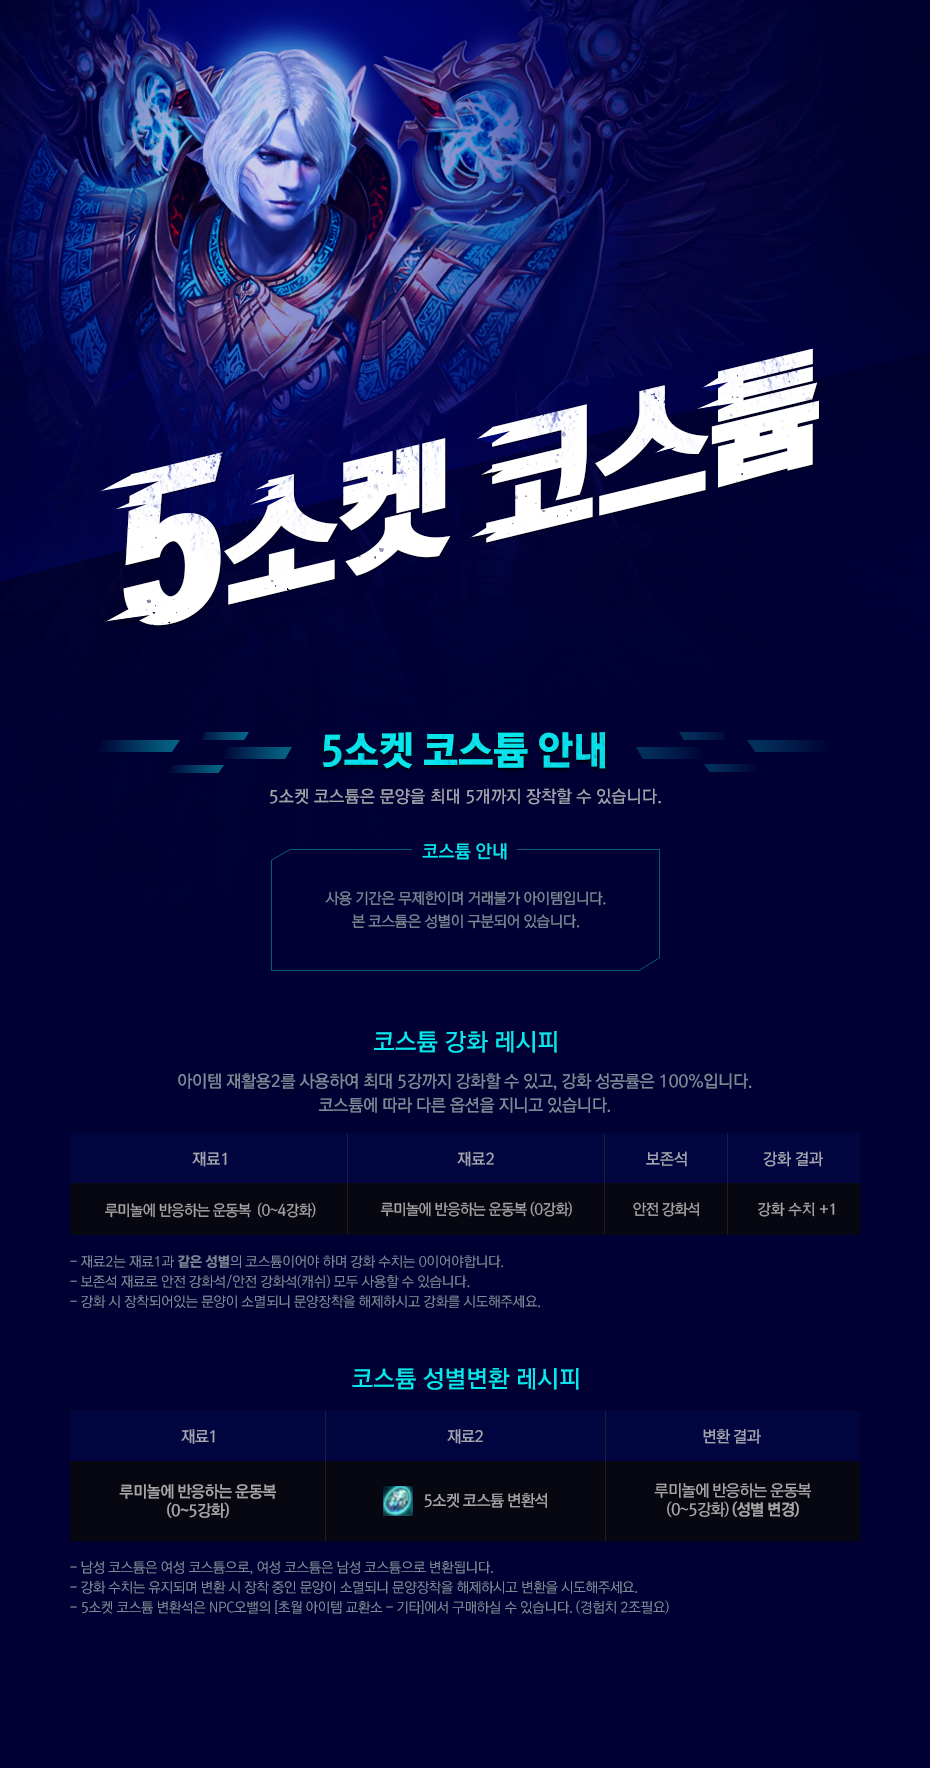 5소켓 코스튬
5소켓 코스튬 안내
5소켓 코스튬은 문양을 최대 5개까지 장착할 수 있습니다.
코스튬 안내
사용 기간은 무제한이며 거래불가 아이템입니다.
본 코스튬은 성별이 구분되어 있습니다.
코스튬 강화 레시피
아이템 재활용2를 사용하여 최대 5강까지 강화할 수 있고, 강화 성공률은 100%입니다.
코스튬에 따라 다른 옵션을 지니고 있습니다.
재료1 재료2 보존석 강화 결과
루미놀에 반응하는 운동복 (0~4강화) 루미놀에 반응하는 운동복 (0강화) 안전 강화석 강화 수치 +1
- 재료2는 재료1과 같은 성별의 코스튬이어야 하며 강화 수치는 0이어야합니다.
- 보존석 재료로 안전 강화석/안전 강화석(캐쉬) 모두 사용할 수 있습니다.
- 강화 시 장착되어있는 문양이 소멸되니 문양장착을 해제하시고 강화를 시도해주세요.
코스튬 성별변환 레시피
재료1 재료2 변환 결과
루미놀에 반응하는 운동복
(0~5강화)
5소켓 코스튬 변환석
루미놀에 반응하는 운동복
(0~5강화) (성별 변경)
- 남성 코스튬은 여성 코스튬으로, 여성 코스튬은 남성 코스튬으로 변환됩니다.
- 강화 수치는 유지되며 변환 시 장착 중인 문양이 소멸되니 문양장착을 해제하시고 변환을 시도해주세요.
- 5소켓 코스튬 변환석은 NPC오밸의 [초월 아이템 교환소 - 기타]에서 구매하실 수 있습니다. (경험치 2조필요)